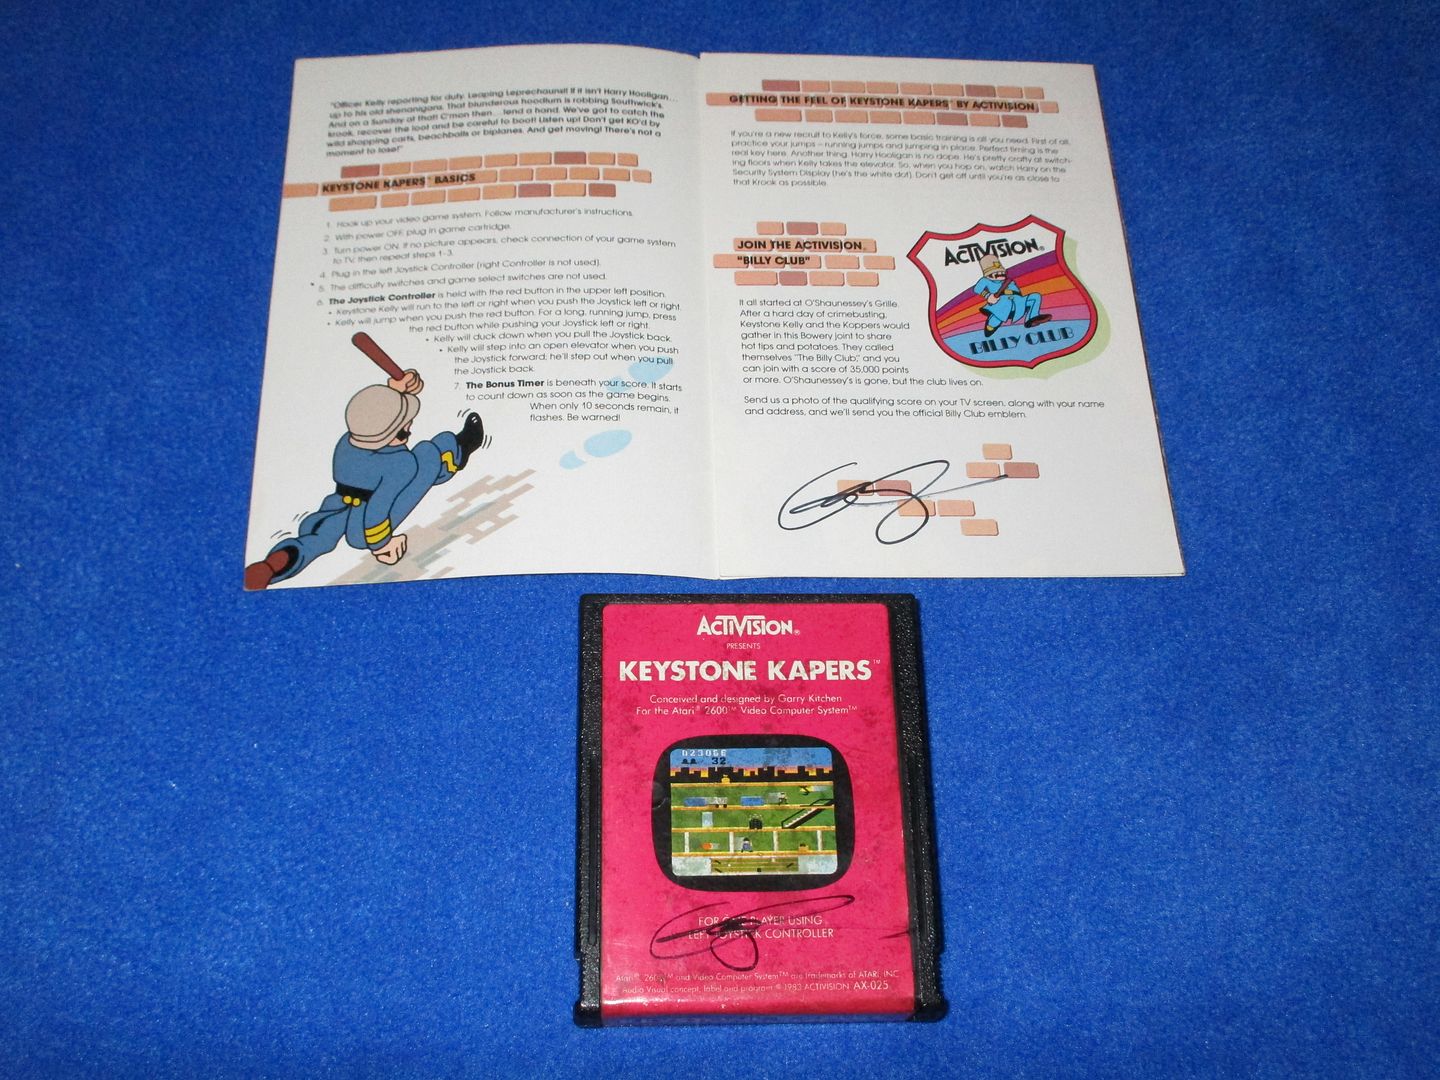 "Officer Kelly reporting for duty. Leaping Leprechauns!! If it isn't Harry Hooligan...
up to his old shenanigans. That blunderous hoodlum is robbing Southwick's.
And on a Sunday at that! C'mon then... lend a hand. We've got to catch the
krook, recover the loot and be careful to boot! Listen up! Don't get KO'd by
wild shopping carts, beachballs or biplanes. And get moving! There's not a
moment to lose!"
KEYSTONE KAPERS™ BASICS
1. Hook up your video game system. Follow manufacturer's instructions.
2. With power OFF, plug in game cartridge.
3. Turn power ON. If no picture appears, check connection of your game system
to TV, then repeat steps 1-3.
4. Plug in the left Joystick Controller (right Controller is not used).
5. The difficulty switches and game select switches are not used.
6. The Joystick Controller is held with the red button in the upper left position.
• Keystone Kelly will run to the left or right when you push the Joystick left or right.
• Kelly will jump when you push the red button. For a long, running jump, press
the red button while pushing your Joystick left or right.
• Kelly will duck down when you pull the Joystick back.
• Kelly will step into an open elevator when you push
the Joystick forward; he'll step out when you pull
the Joystick back.
7. The Bonus Timer is beneath your score. It starts
to count down as soon as the game begins.
When only 10 seconds remain, it
flashes. Be warned!
GETTING THE FEEL OF KEYSTONE KAPERS™ BY ACTIVISION®
If you're a new recruit to Kelly's force, some basic training is all you need. First of all,
practice your jumps – running jumps and jumping in place. Perfect timing is the
real key here. Another thing, Harry Hooligan is no dope. He's pretty crafty at switch-
ing floors when Kelly takes the elevator. So, when you hop on, watch Harry on the
Security System Display (he's the white dot). Don't get off until you're as close to
that Krook as possible.
JOIN THE ACTIVISION®
"BILLY CLUB"
It all started at O'Shaunessey's Grille.
After a hard day of crimebusting,
Keystone Kelly and the Koppers would
gather in this Bowery joint to share
hot tips and potatoes. They called
themselves "The Billy Club," and you
can join with a score of 35,000 points
or more. O'Shaunessey's is gone, but the club lives on.
Send us a photo of the qualifying score on your TV screen, along with your name
and address, and we'll send you the official Billy Club emblem.
ACTIVISION®
BILLY CLUB
ACTIVISION®
PRESENTS
KEYSTONE KAPERS™
Conceived and designed by Garry Kitchen
For the Atari® 2600™ Video Computer System™
023066
32
FOR ONE PLAYER USING
LEFT JOYSTICK CONTROLLER
Atari®, 2600™ and Video Computer System™ are trademarks of ATARI, INC.
Audio Visual concept, label and program © 1983 ACTIVISION AX-025